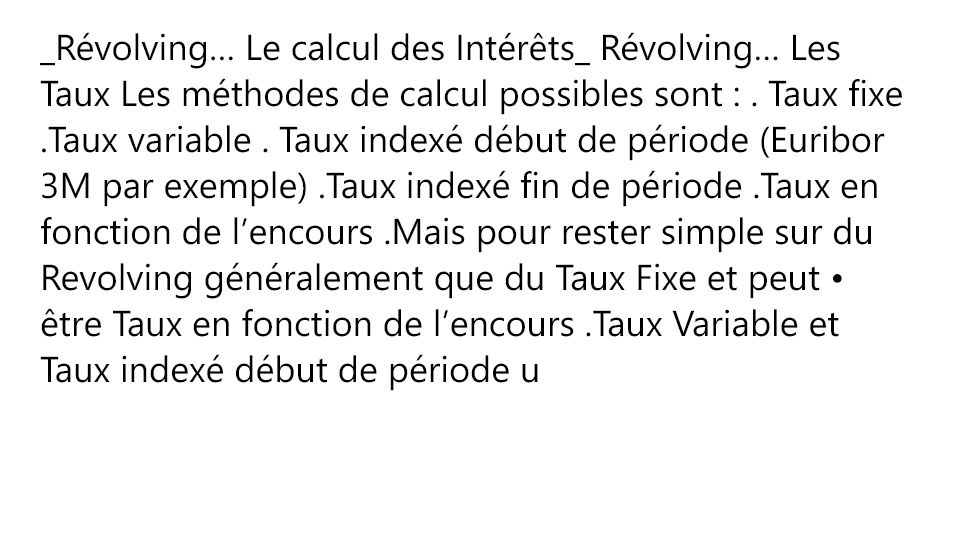 _Révolving... Le calcul des Intérêts_ Révolving... Les
Taux Les méthodes de calcul possibles sont : . Taux fixe
.Taux variable . Taux indexé début de période (Euribor
3M par exemple) .Taux indexé fin de période .Taux en
fonction de l’encours .Mais pour rester simple sur du
Revolving généralement que du Taux Fixe et peut •
être Taux en fonction de l’encours .Taux Variable et
Taux indexé début de période u